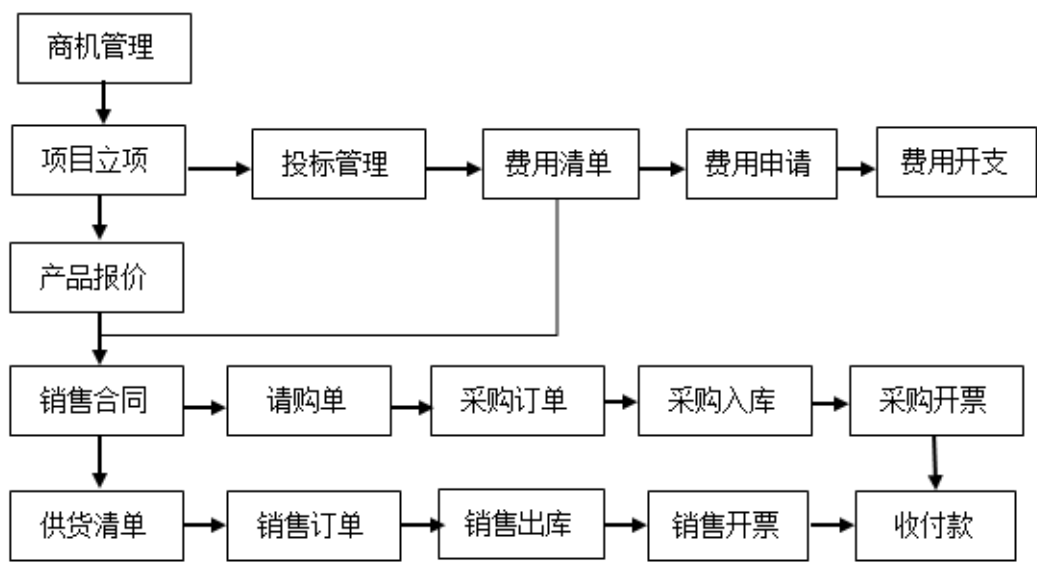 商机管理
项目立项
投标管理
费用清单
费用申请
费用开支
产品报价
销售合同
请购单
采购订单
采购入库
采购开票
供货清单
销售订单
销售出库
销售开票
收付款